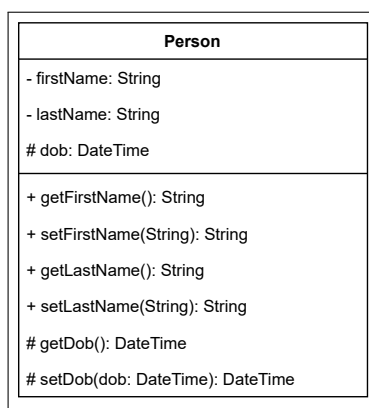 Person
- firstName: String
- lastName: String
# dob: DateTime
+ getFirstName(): String
+ setFirstName(String): String
+ getLastName(): String
+ setLastName(String): String
# getDob(): DateTime
# setDob(dob: DateTime): DateTime